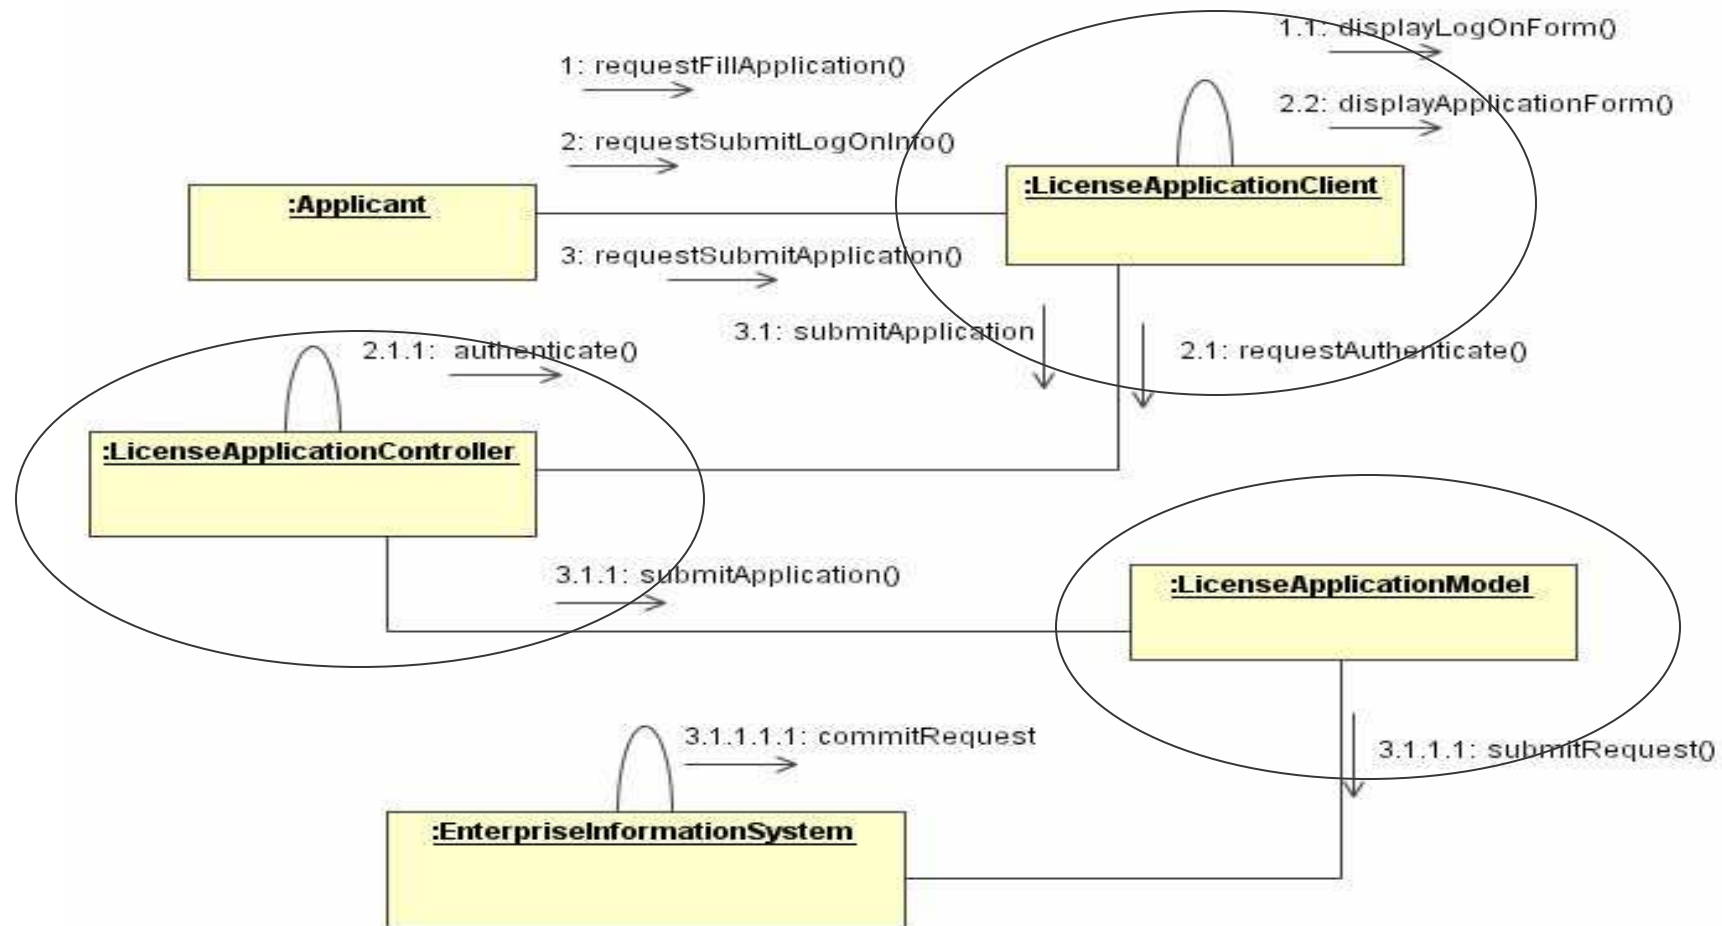 1.1: displayLogOnForm()
1: requestFillApplication()
2.2: displayApplicationForm()
2: requestSubmitLogOnInfo()
:Applicant
:LicenseApplicationClient
3: requestSubmitApplication()
3.1: submitApplication
2.1.1: authenticate()
2.1: requestAuthenticate()
:LicenseApplicationController
3.1.1: submitApplication()
:LicenseApplicationModel
3.1.1.1.1: commitRequest
3.1.1.1: submitRequest()
:EnterpriseInformationSystem